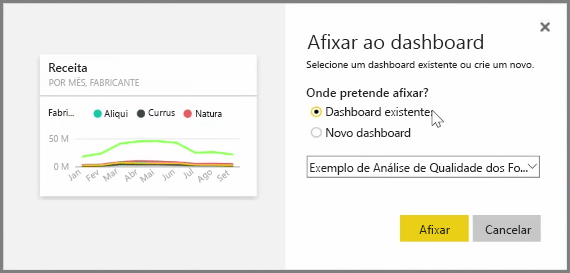 Receita
POR MÊS, FABRICANTE
Fabri... Aliqui Currus Natura
50 M
0 M
Jan Fev Mar Abr Mai Jun Jul Ago Set
Afixar ao dashboard
Selecione um dashboard existente ou crie um novo.
Onde pretende afixar?
Dashboard existente
Novo dashboard
Exemplo de Análise de Qualidade dos Fo...
Afixar Cancelar